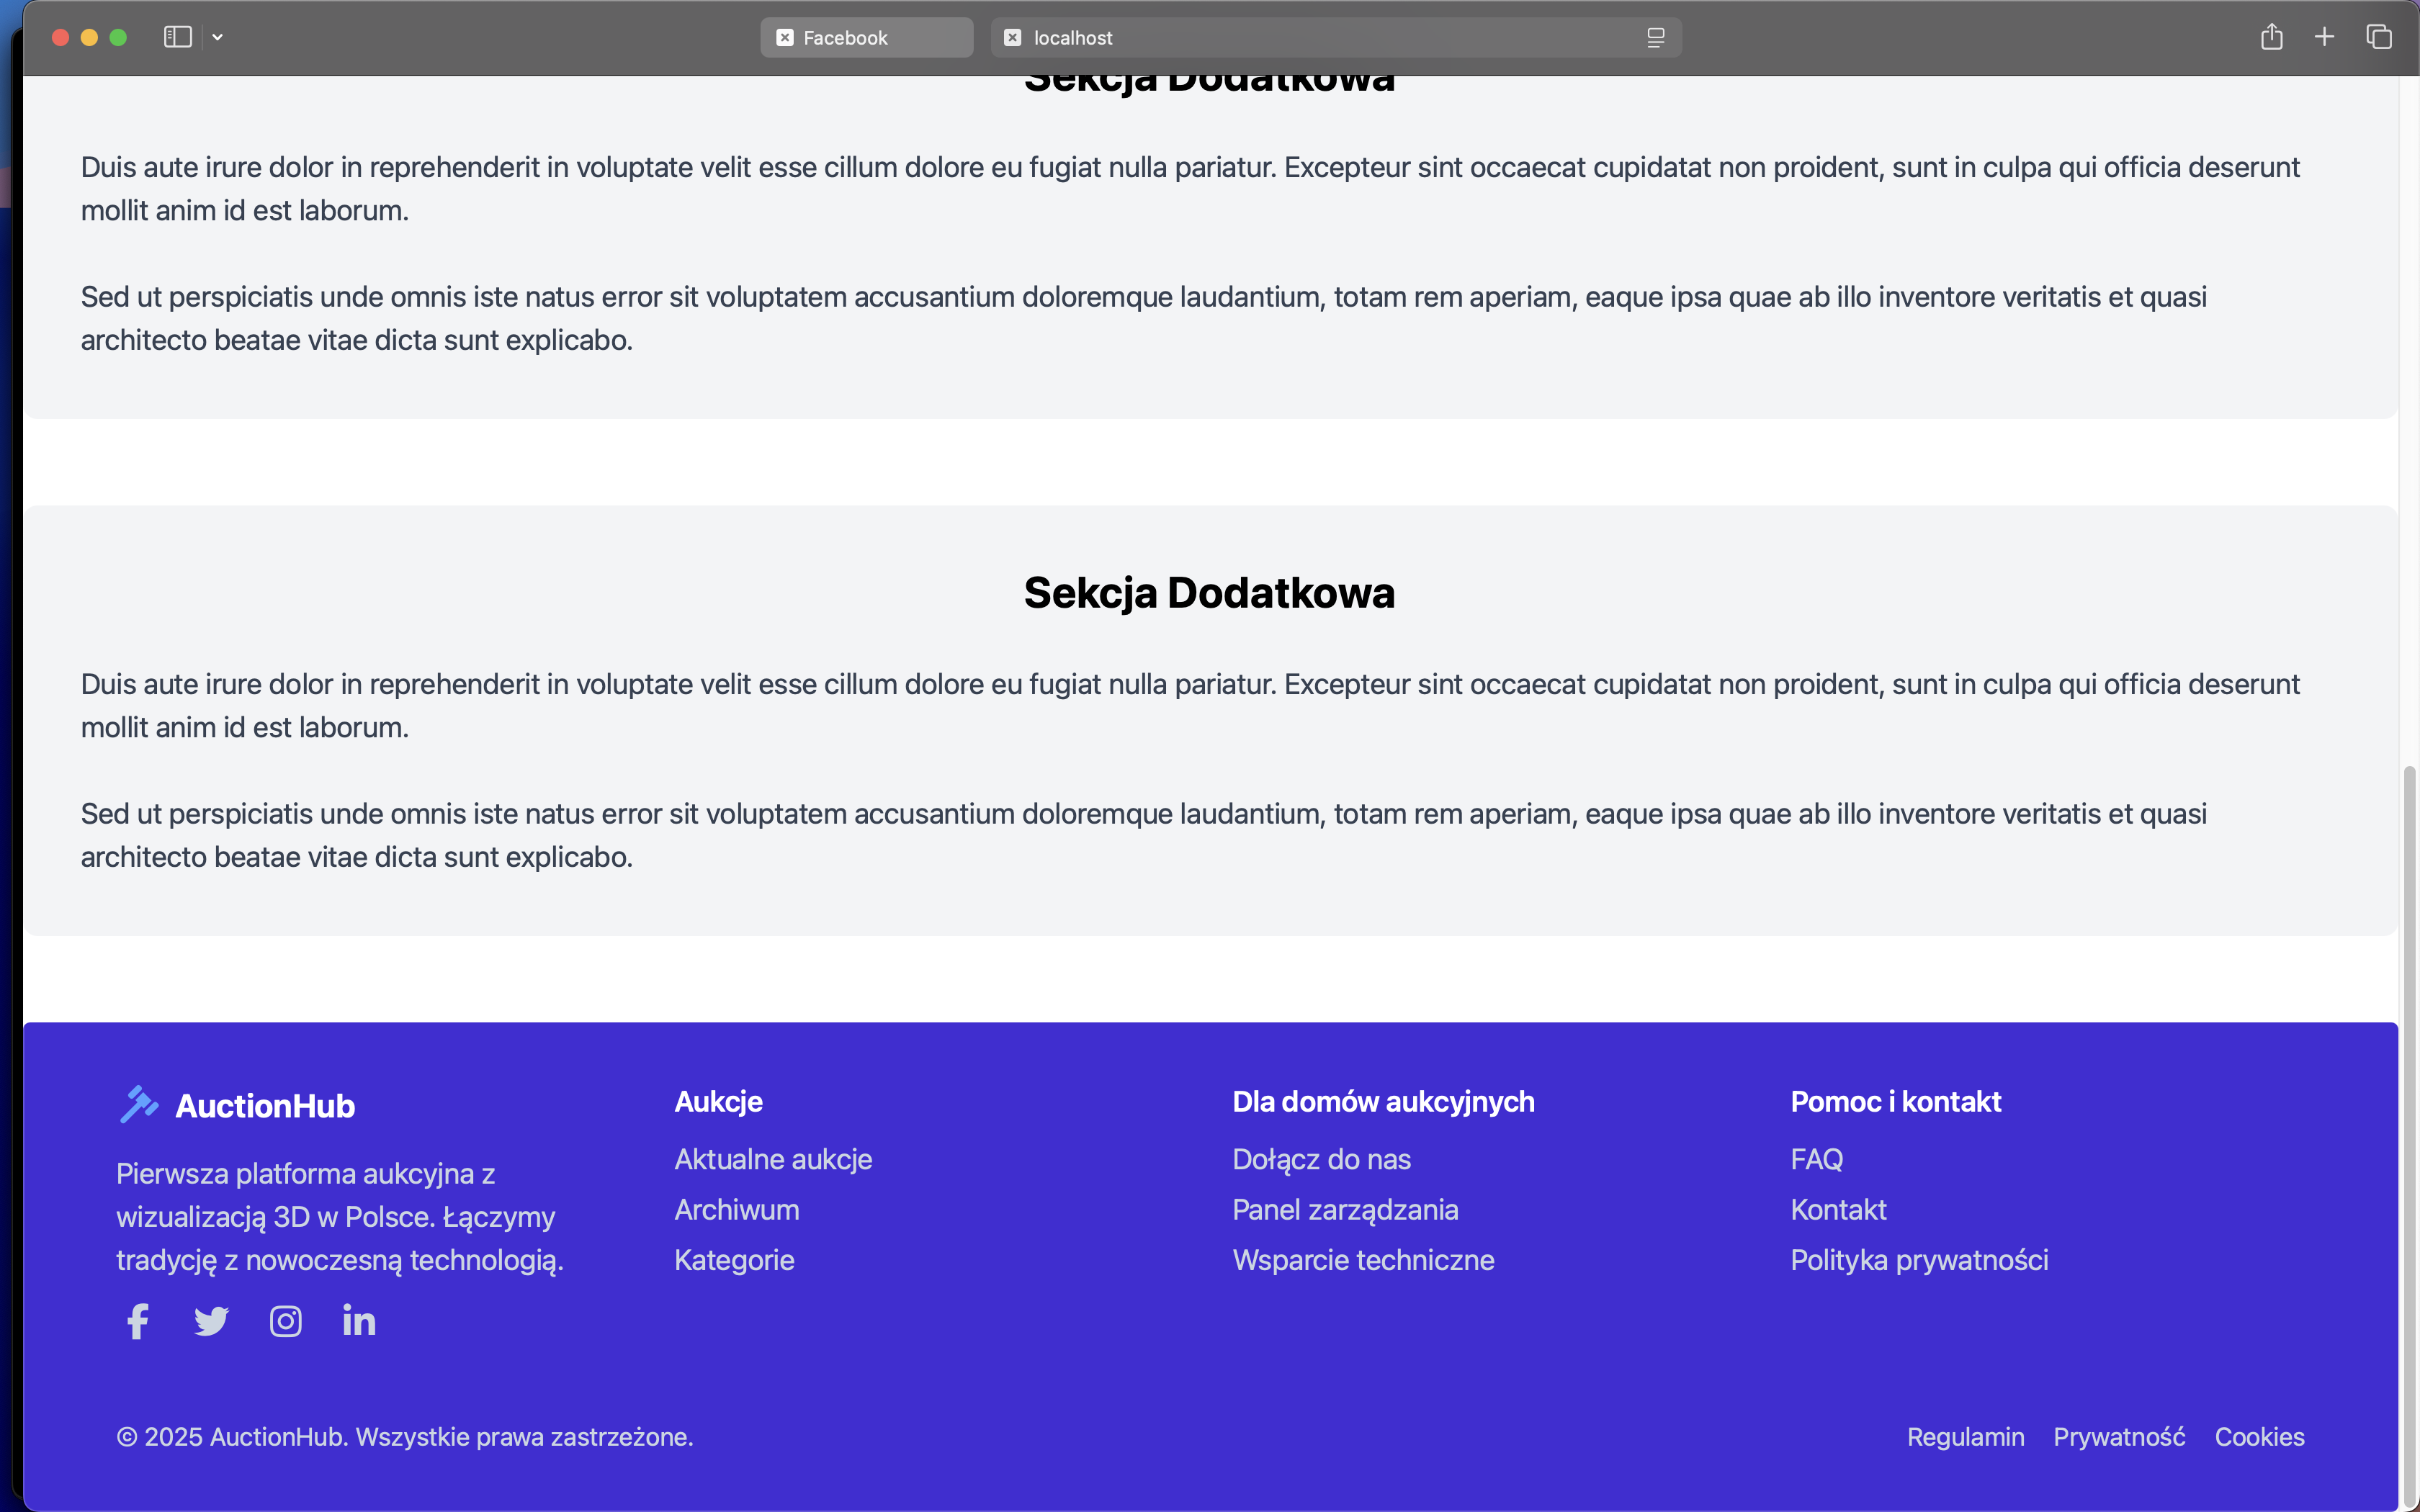 Facebook
localhost
Sekcja Dodatkowa
Duis aute irure dolor in reprehenderit in voluptate velit esse cillum dolore eu fugiat nulla pariatur. Excepteur sint occaecat cupidatat non proident, sunt in culpa qui officia deserunt
mollit anim id est laborum.
Sed ut perspiciatis unde omnis iste natus error sit voluptatem accusantium doloremque laudantium, totam rem aperiam, eaque ipsa quae ab illo inventore veritatis et quasi
architecto beatae vitae dicta sunt explicabo.
Sekcja Dodatkowa
Duis aute irure dolor in reprehenderit in voluptate velit esse cillum dolore eu fugiat nulla pariatur. Excepteur sint occaecat cupidatat non proident, sunt in culpa qui officia deserunt
mollit anim id est laborum.
Sed ut perspiciatis unde omnis iste natus error sit voluptatem accusantium doloremque laudantium, totam rem aperiam, eaque ipsa quae ab illo inventore veritatis et quasi
architecto beatae vitae dicta sunt explicabo.
AuctionHub
Pierwsza platforma aukcyjna z
wizualizacją 3D w Polsce. Łączymy
tradycję z nowoczesną technologią.
Aukcje
Aktualne aukcje
Archiwum
Kategorie
Dla domów aukcyjnych
Dołącz do nas
Panel zarządzania
Wsparcie techniczne
Pomoc i kontakt
FAQ
Kontakt
Polityka prywatności
© 2025 AuctionHub. Wszystkie prawa zastrzeżone.
Regulamin Prywatność Cookies